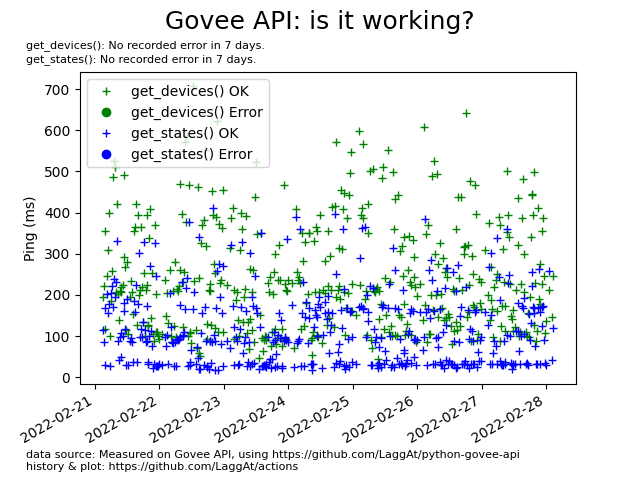 Govee API: is it working?
get_devices(): No recorded error in 7 days.
get_states(): No recorded error in 7 days.
get_devices() OK
get_devices() Error
get_states() OK
get_states() Error
700
600
500
400
300
200
100
0
Ping (ms)
2022-02-21
2022-02-22
2022-02-23
2022-02-24
2022-02-25
2022-02-26
2022-02-27
2022-02-28
data source: Measured on Govee API, using https://github.com/LaggAt/python-govee-api
history & plot: https://github.com/LaggAt/actions